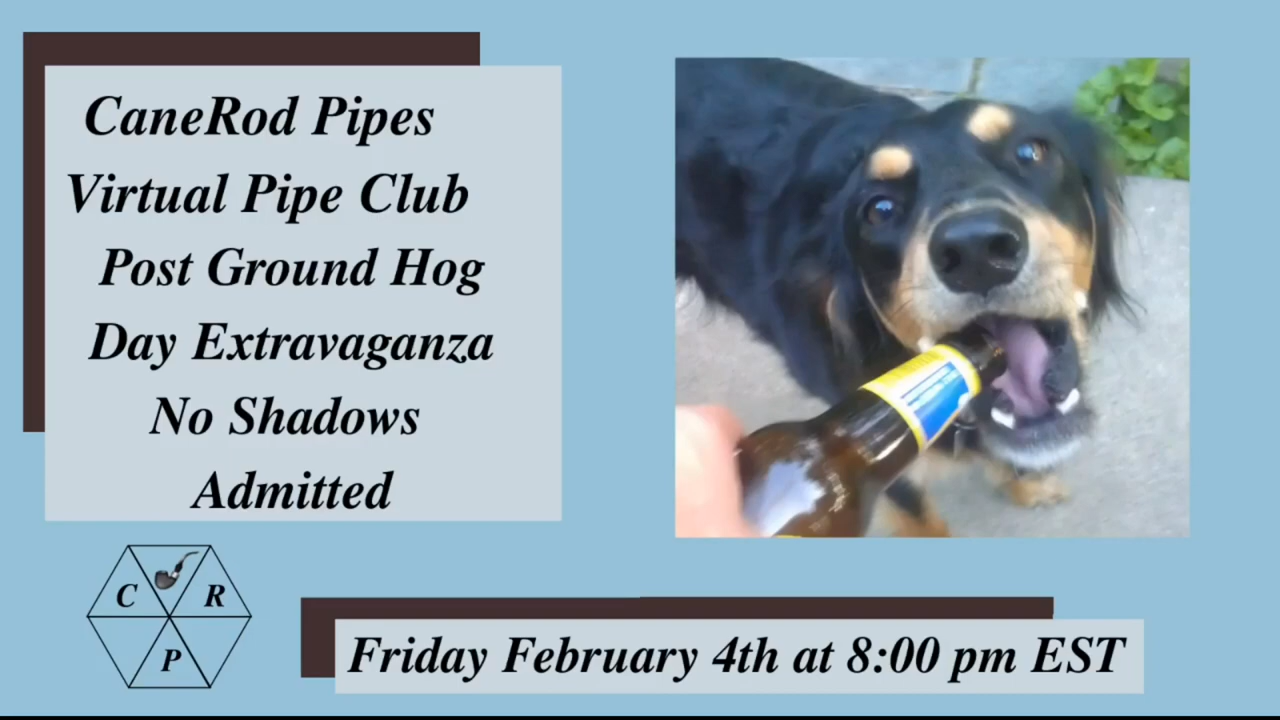 CaneRod Pipes
Virtual Pipe Club
Post Ground Hog
Day Extravaganza
No Shadows
Admitted
C
R
P
Friday February 4th at 8:00 pm EST